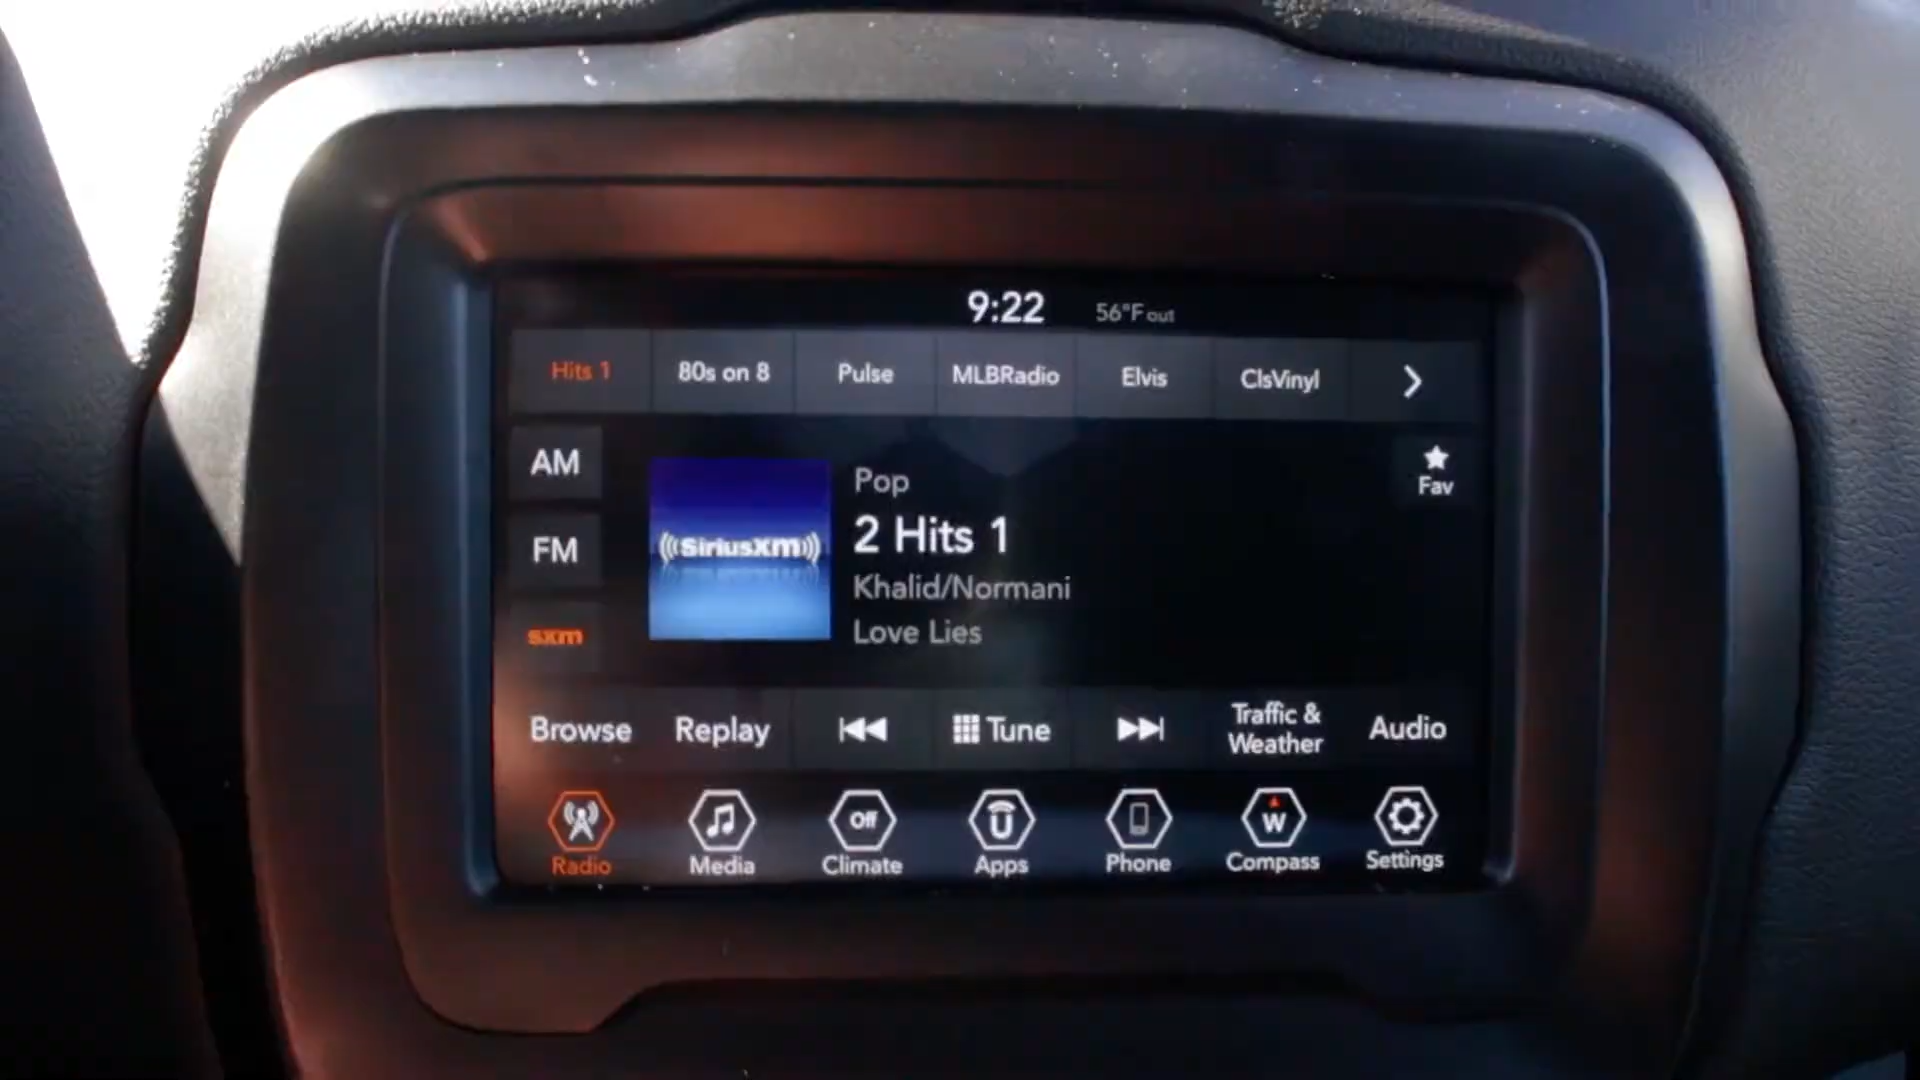 9:22 56°F out
Hits 1 80s on 8 Pulse MLBRadio Elvis ClsVinyl
AM
FM
sxm
SiriusXM
Pop
2 Hits 1
Khalid/Normani
Love Lies
Fav
Browse Replay Tune Traffic & Weather Audio
Off U W
Radio Media Climate Apps Phone Compass Settings